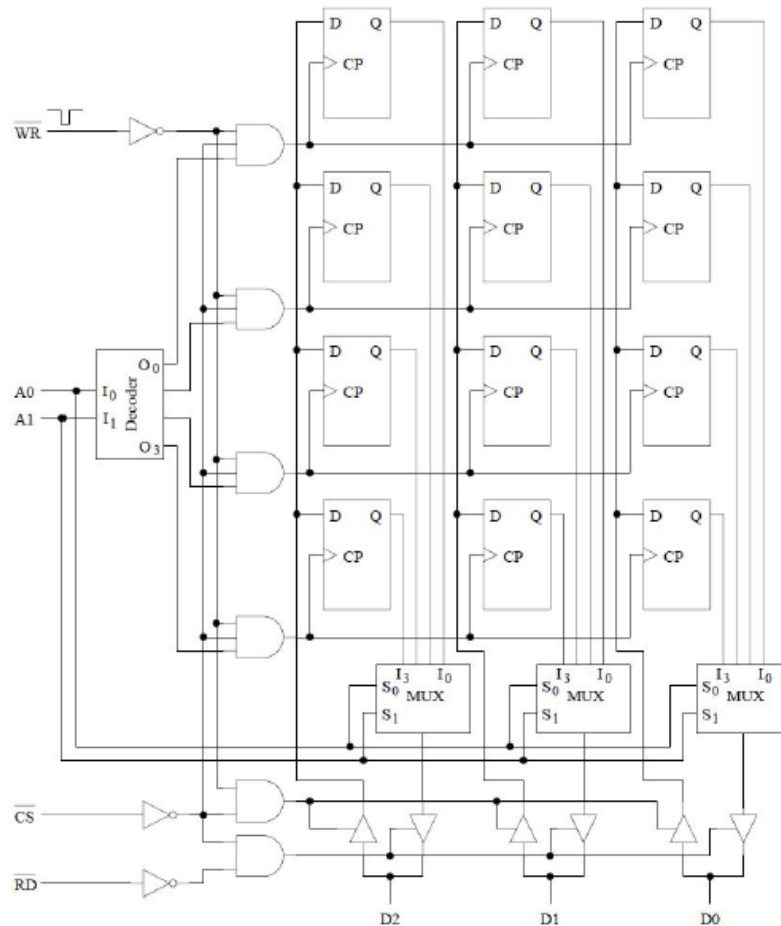 D Q D Q D Q
CP CP CP
WR
D Q D Q D Q
CP CP CP
O0
D Q D Q D Q
A0 I0 Decoder
CP CP CP
A1 I1
O3
D Q D Q D Q
CP CP CP
I3 I0 I3 I0 I3 I0
S0 MUX S0 MUX S0 MUX
S1 S1 S1
CS
RD
D2 D1 D0